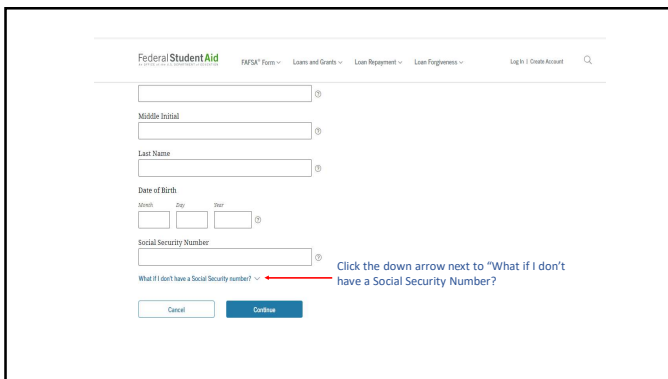 Federal Student Aid
FAFSA® Form
Loans and Grants
Loan Repayment
Loan Forgiveness
Log In | Create Account
Middle Initial
Last Name
Date of Birth
Month Day Year
Social Security Number
What if I don't have a Social Security number?
Click the down arrow next to "What if I don't
have a Social Security Number?
Cancel
Continue